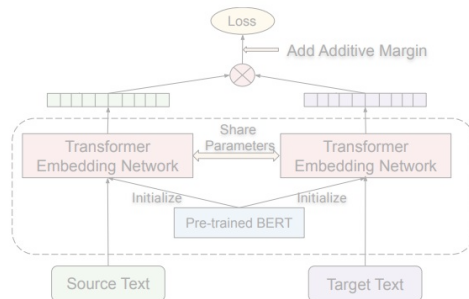 Loss
Add Additive Margin
Transformer
Embedding Network
Share
Parameters
Transformer
Embedding Network
Initialize
Initialize
Pre-trained BERT
Source Text
Target Text